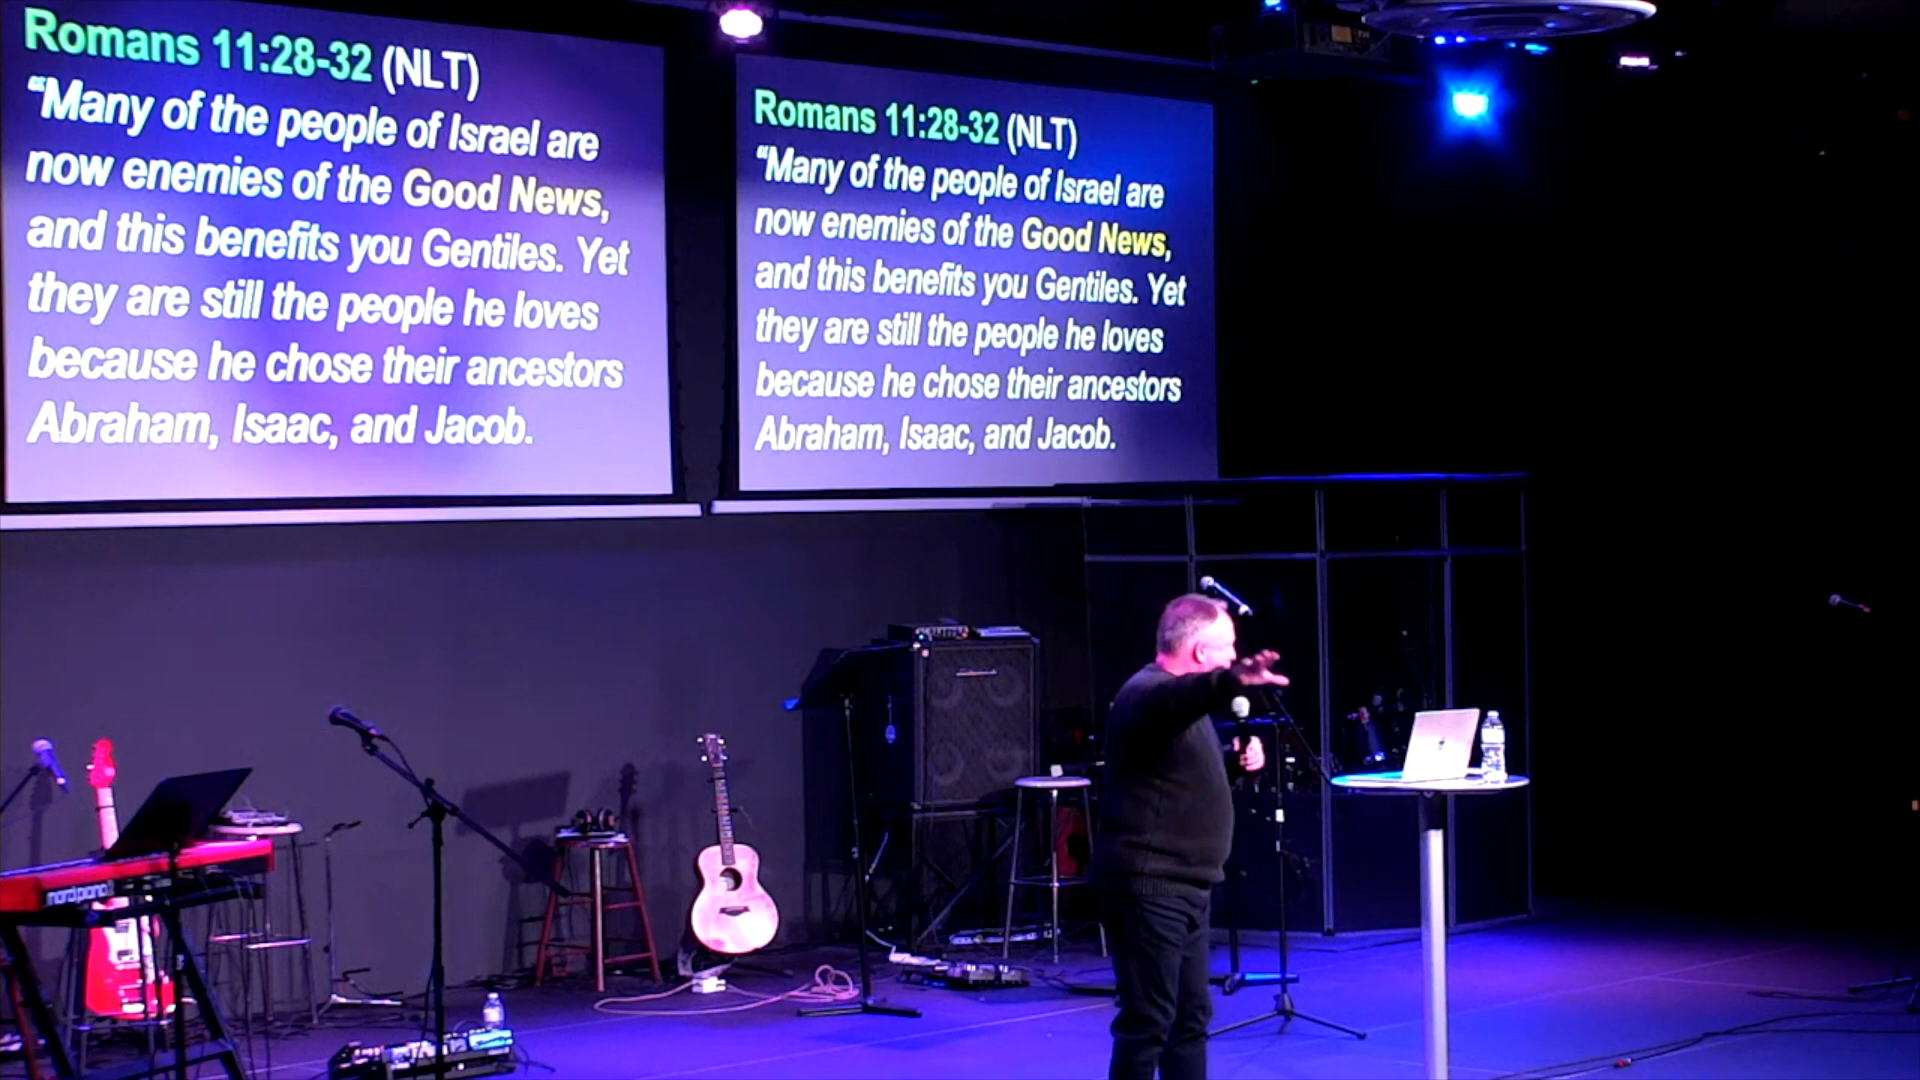 Romans 11:28-32 (NLT)
“Many of the people of Israel are
now enemies of the Good News,
and this benefits you Gentiles. Yet
they are still the people he loves
because he chose their ancestors
Abraham, Isaac, and Jacob.
Romans 11:28-32 (NLT)
“Many of the people of Israel are
now enemies of the Good News,
and this benefits you Gentiles. Yet
they are still the people he loves
because he chose their ancestors
Abraham, Isaac, and Jacob.
nord piano